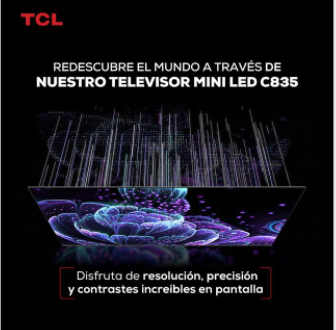 TCL
REDESCUBRE EL MUNDO A TRAVÉS DE
NUESTRO TELEVISOR MINI LED C835
Disfruta de resolución, precisión
y contrastes increíbles en pantalla